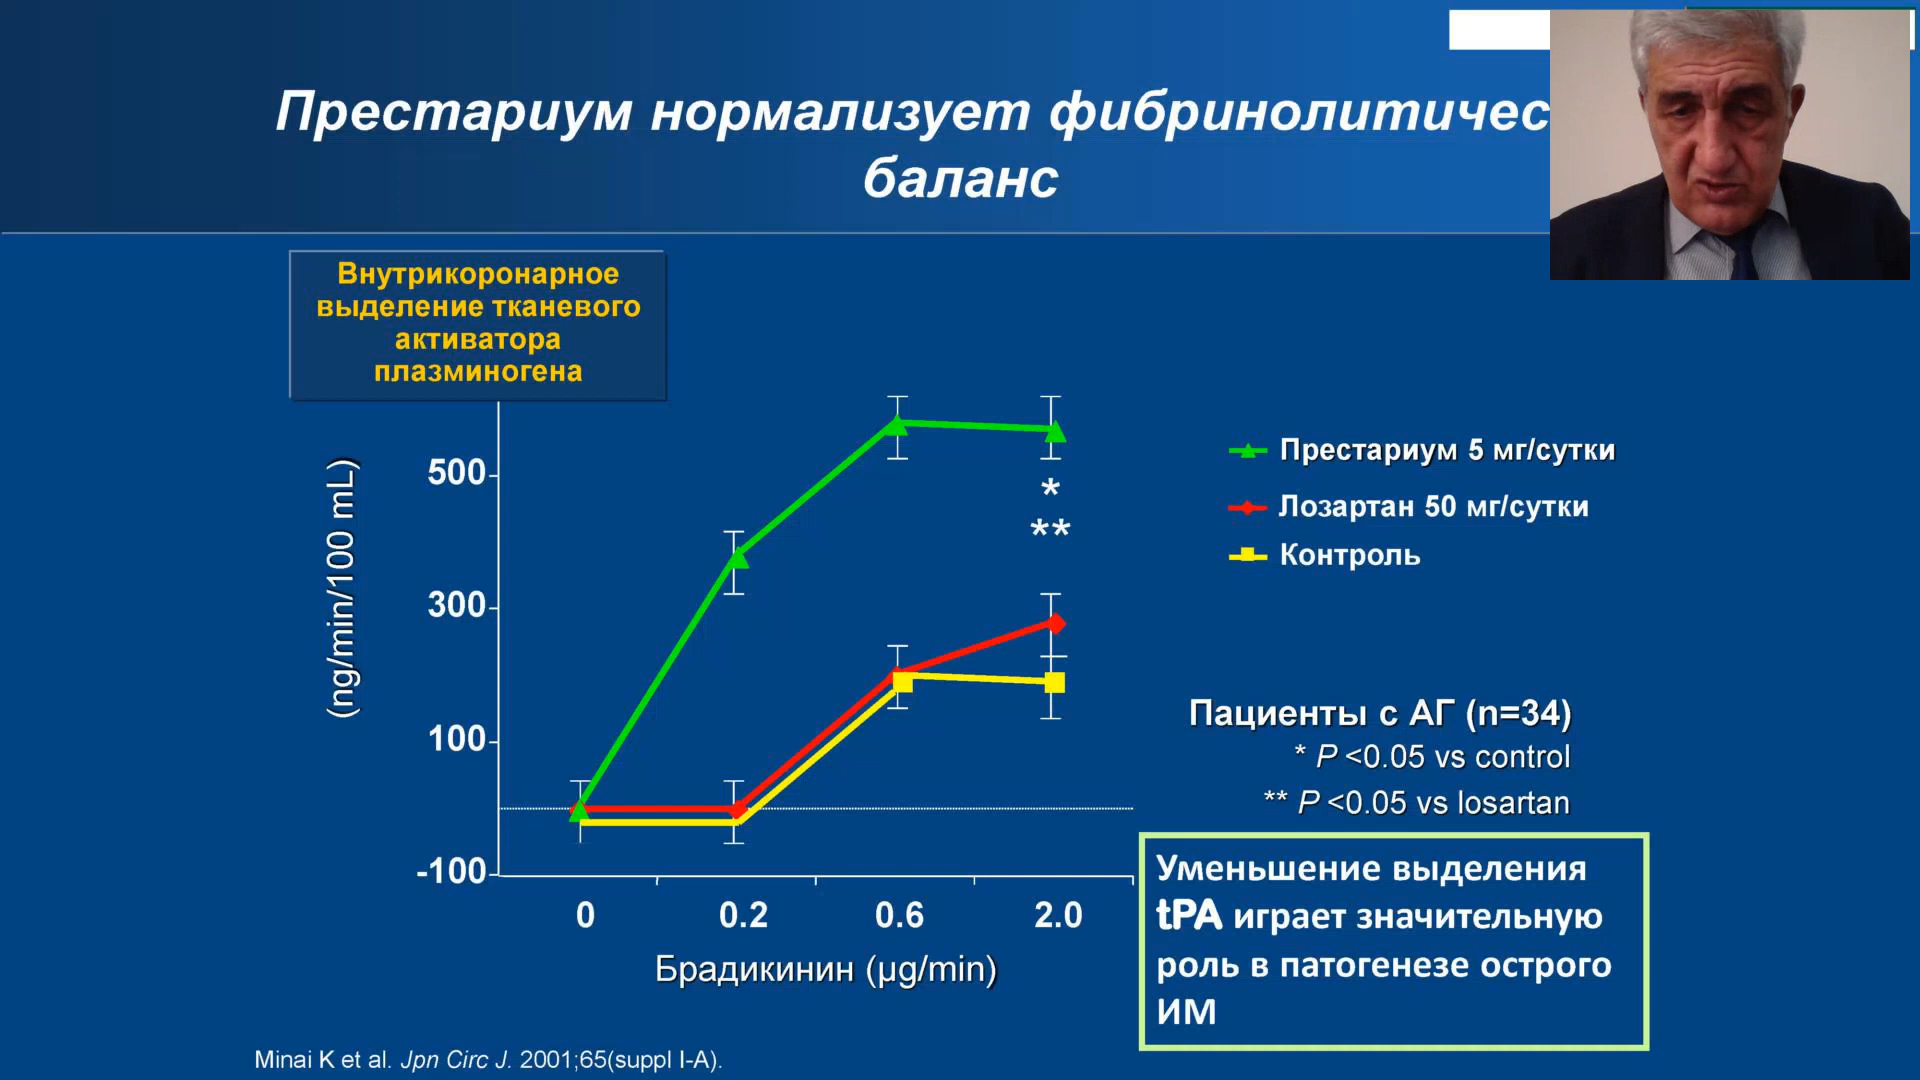 Престариум нормализует фибринолитичес
баланс
Внутрикоронарное
выделение тканевого
активатора
плазминогена
(ng/min/100 mL)
500
300
100
-100
0 0.2 0.6 2.0
Брадикинин (µg/min)
*
**
Престариум 5 мг/сутки
Лозартан 50 мг/сутки
Контроль
Пациенты с АГ (n=34)
* P <0.05 vs control
** P <0.05 vs losartan
Уменьшение выделения
tPA играет значительную
роль в патогенезе острого
ИМ
Minai K et al. Jpn Circ J. 2001;65(suppl I-A).